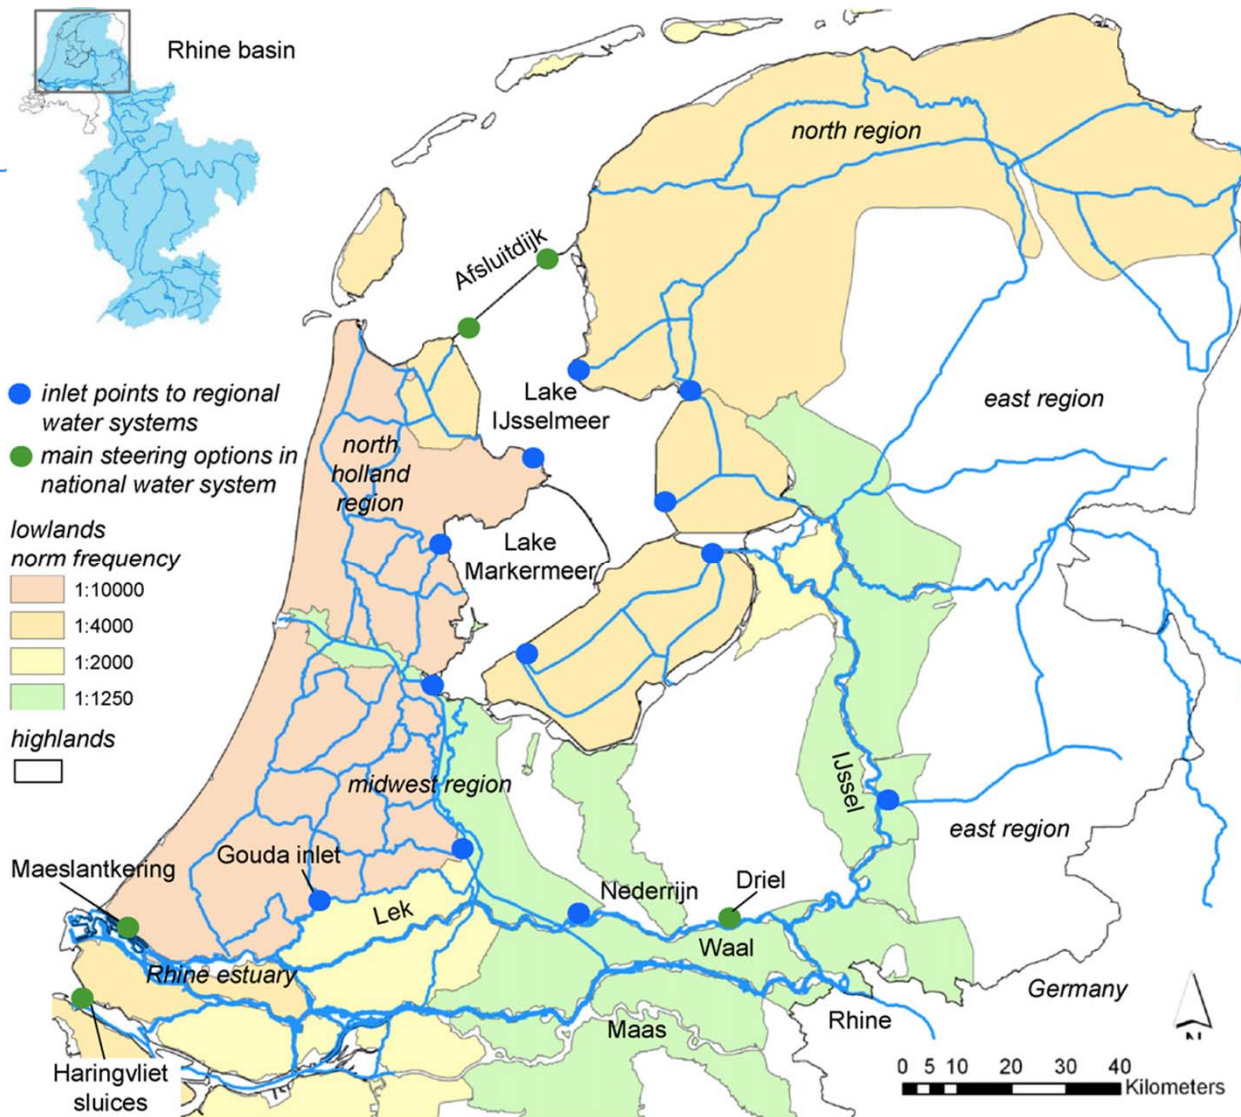 Rhine basin
north region
Afsluitdijk
inlet points to regional
water systems
main steering options in
national water system
lowlands
norm frequency
1:10000
1:4000
1:2000
1:1250
highlands
Lake
IJsselmeer
east region
north
holland
region
Lake
Markermeer
IJssel
midwest region
east region
Maeslantkering
Gouda inlet
Nederrijn
Driel
Lek
Waal
Rhine estuary
Germany
Maas
Rhine
Haringvliet
sluices
N
0 5 10 20 30 40
Kilometers